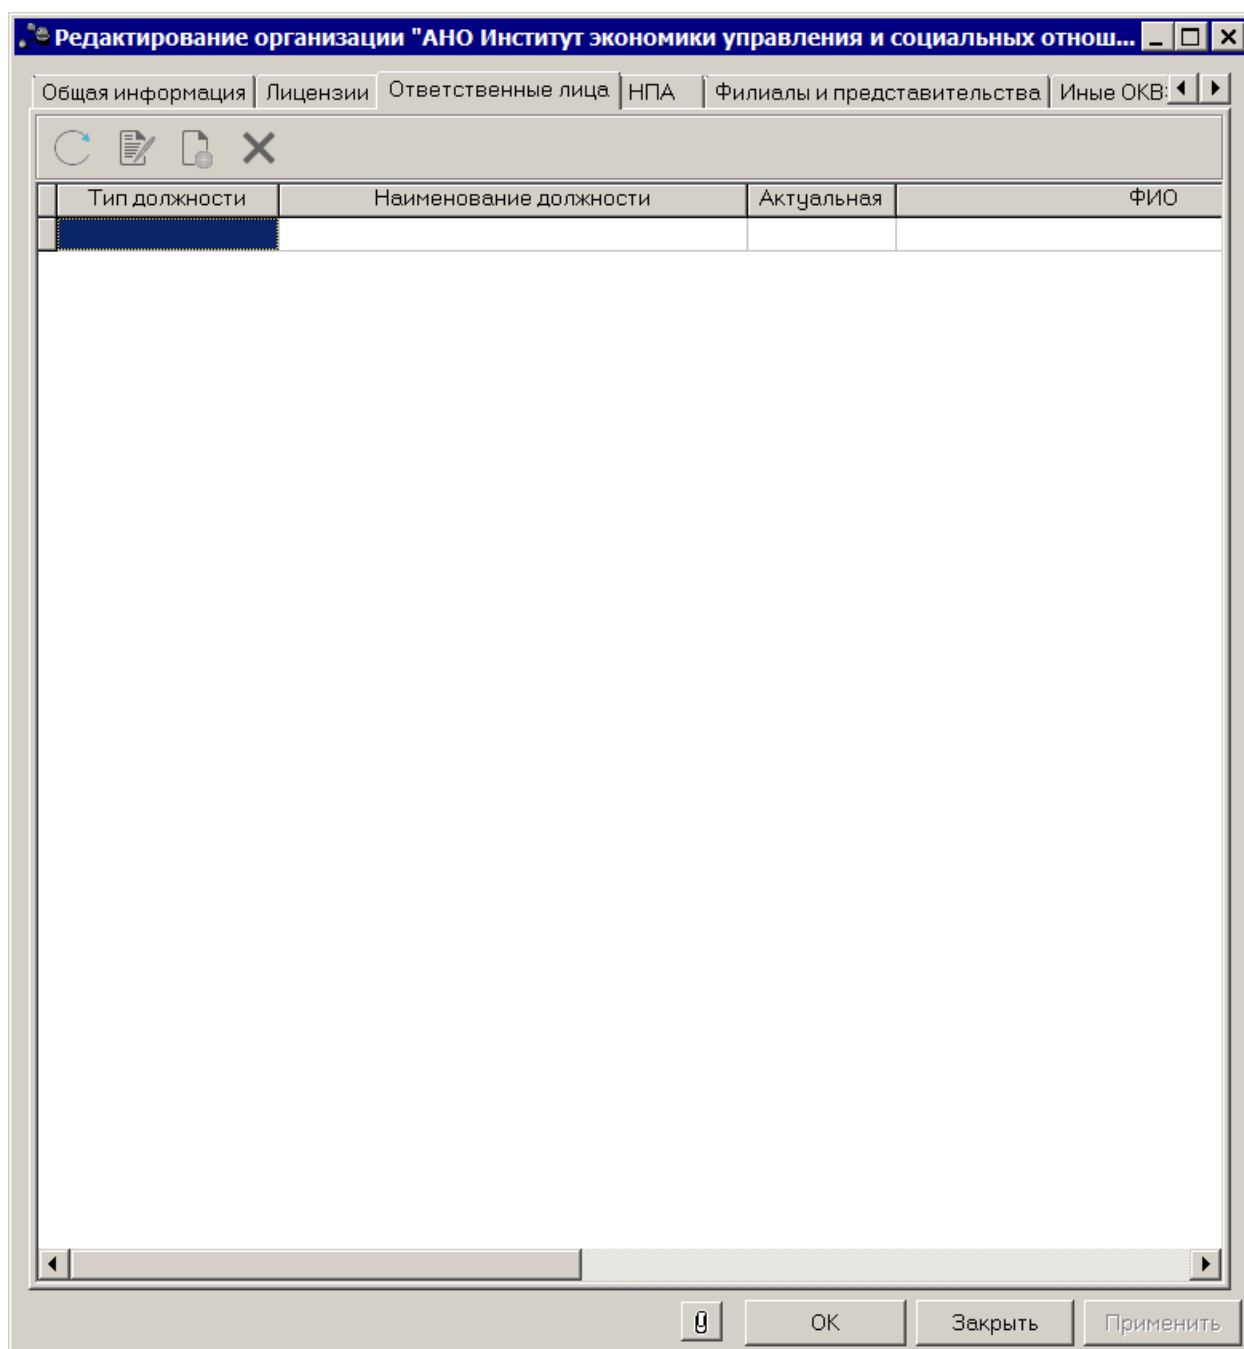 Редактирование организации "АНО Институт экономики управления и социальных отнош...
Общая информация Лицензии Ответственные лица НПА Филиалы и представительства Иные ОКВ
Тип должности Наименование должности Актуальная ФИО
ОК Закрыть Применить